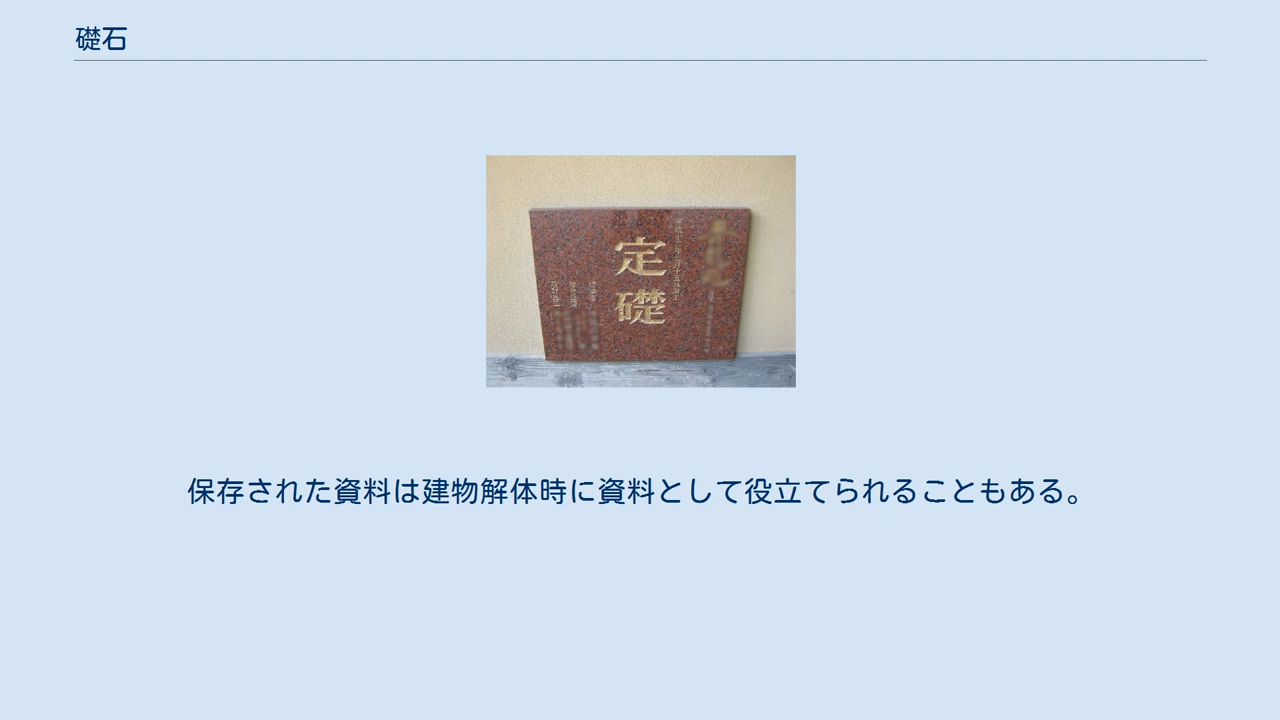 礎石
定礎
保存された資料は建物解体時に資料として役立てられることもある。